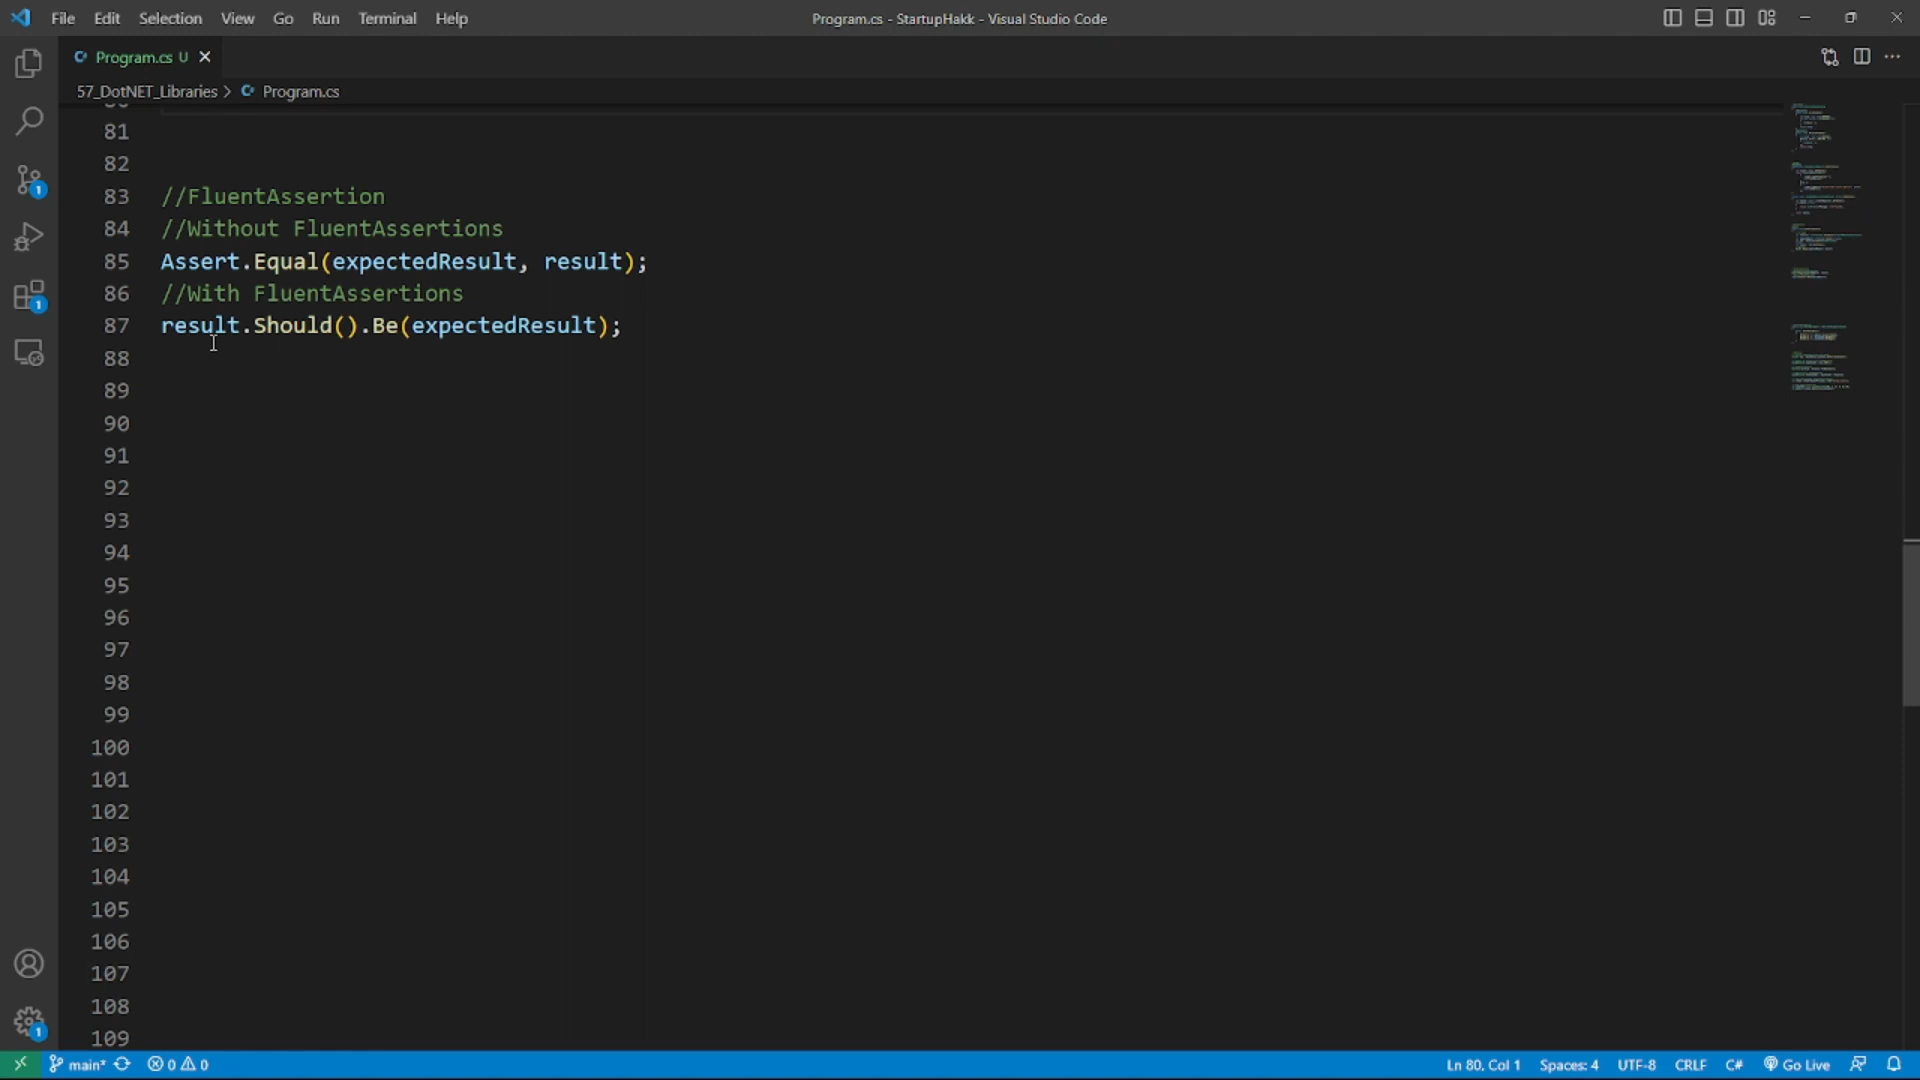 File Edit Selection View Go Run Terminal Help
Program.cs - StartupHakk - Visual Studio Code
Program.cs U
57_DotNET_Libraries > Program.cs
81
82
83 //FluentAssertion
84 //Without FluentAssertions
85 Assert.Equal(expectedResult, result);
86 //With FluentAssertions
87 result.Should().Be(expectedResult);
88
89
90
91
92
93
94
95
96
97
98
99
100
101
102
103
104
105
106
107
108
109
1
1
1
main* 0 0 Ln 80, Col 1 Spaces: 4 UTF-8 CRLF C# Go Live